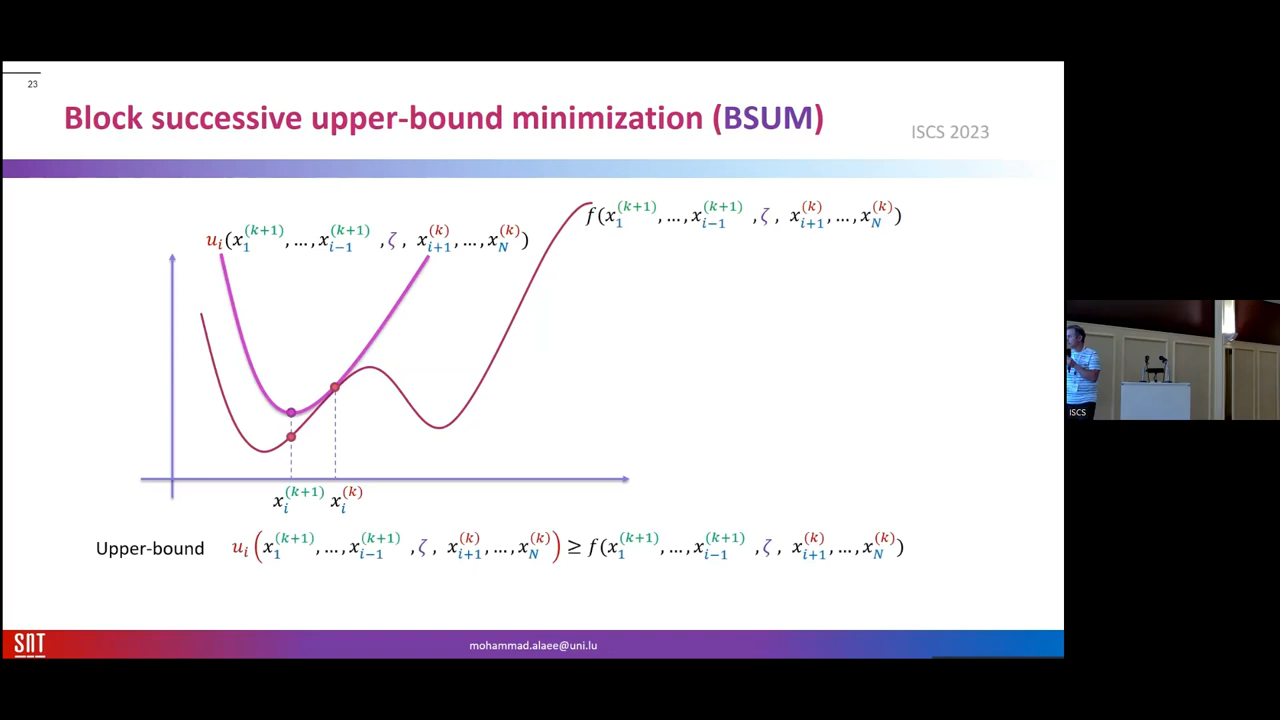 23
Block successive upper-bound minimization (BSUM)
ISCS 2023
u_i(x_1^{(k+1)}, ..., x_{i-1}^{(k+1)}, ζ, x_{i+1}^{(k)}, ..., x_N^{(k)})
f(x_1^{(k+1)}, ..., x_{i-1}^{(k+1)}, ζ, x_{i+1}^{(k)}, ..., x_N^{(k)})
x_i^{(k+1)} x_i^{(k)}
Upper-bound u_i(x_1^{(k+1)}, ..., x_{i-1}^{(k+1)}, ζ, x_{i+1}^{(k)}, ..., x_N^{(k)}) ≥ f(x_1^{(k+1)}, ..., x_{i-1}^{(k+1)}, ζ, x_{i+1}^{(k)}, ..., x_N^{(k)})
SNT
mohammad.alaee@uni.lu
ISCS